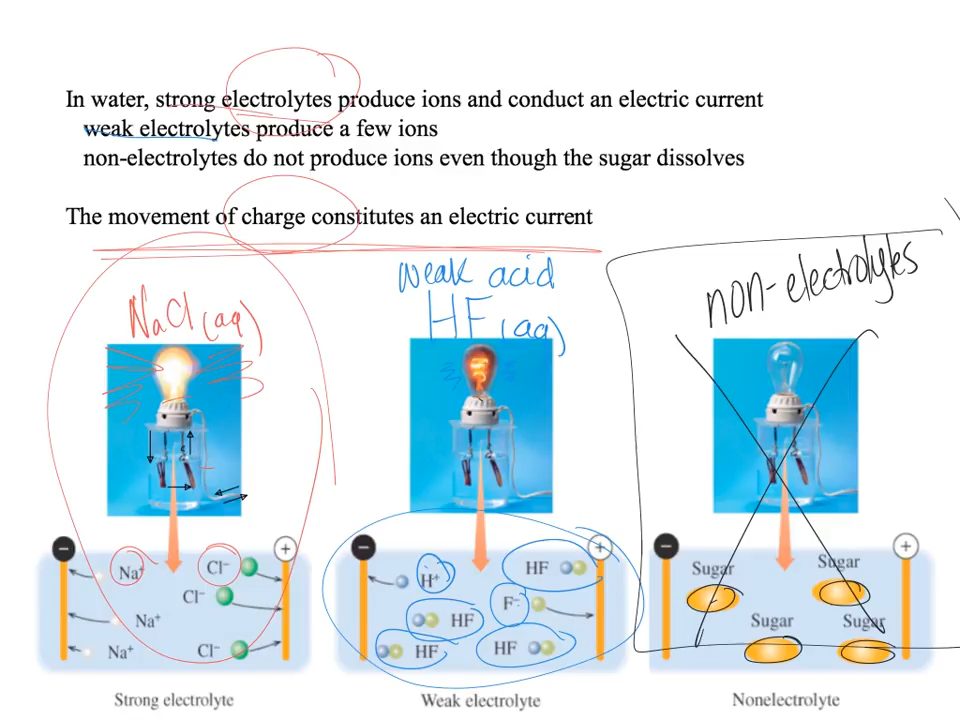 In water, strong electrolytes produce ions and conduct an electric current
weak electrolytes produce a few ions
non-electrolytes do not produce ions even though the sugar dissolves
The movement of charge constitutes an electric current
NaCl(aq)
weak acid
HF(aq)
non-electrolytes
−
+
Na⁺
Cl⁻
Cl⁻
Na⁺
Na⁺
Cl⁻
Strong electrolyte
−
+
H⁺
HF
F⁻
HF
HF
HF
Weak electrolyte
−
+
Sugar
Sugar
Sugar
Sugar
Nonelectrolyte